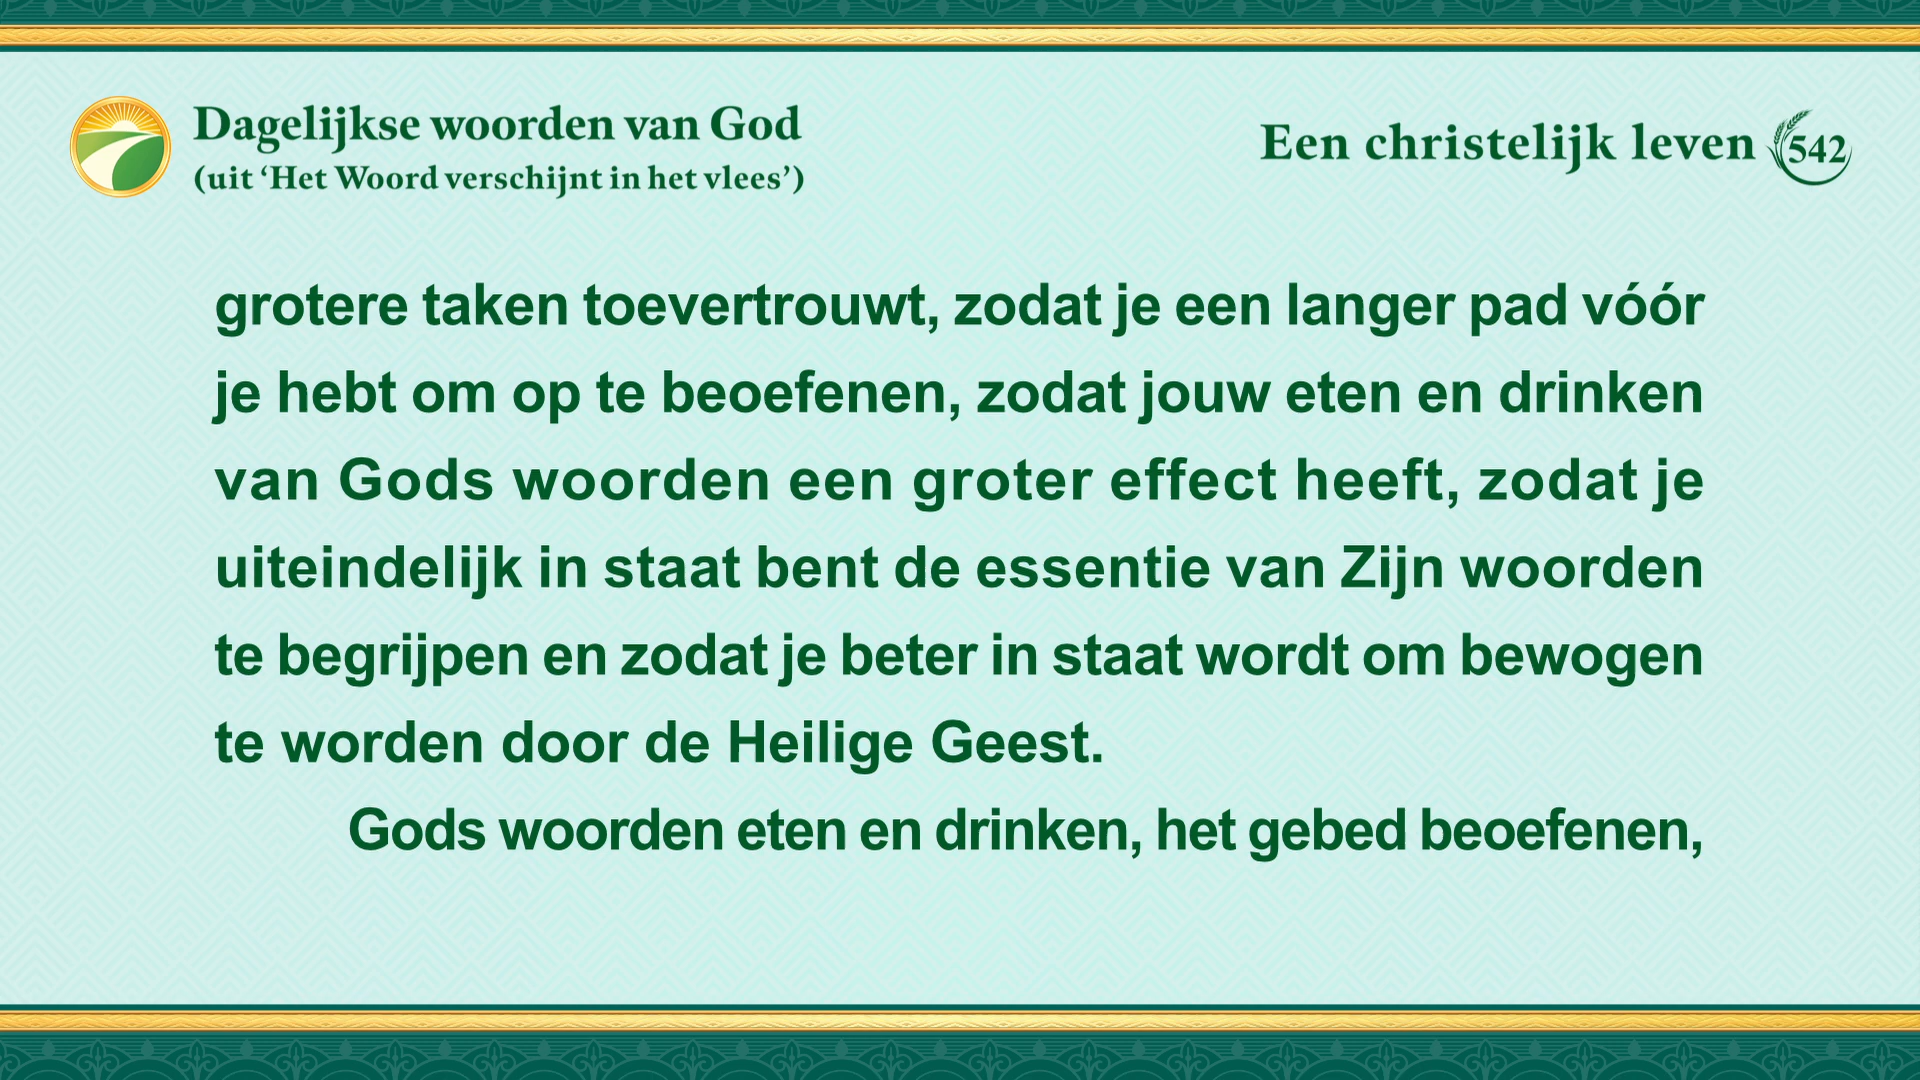 Dagelijkse woorden van God
(uit ‘Het Woord verschijnt in het vlees’)
Een christelijk leven 542
grotere taken toevertrouwt, zodat je een langer pad vóór
je hebt om op te beoefenen, zodat jouw eten en drinken
van Gods woorden een groter effect heeft, zodat je
uiteindelijk in staat bent de essentie van Zijn woorden
te begrijpen en zodat je beter in staat wordt om bewogen
te worden door de Heilige Geest.
Gods woorden eten en drinken, het gebed beoefenen,